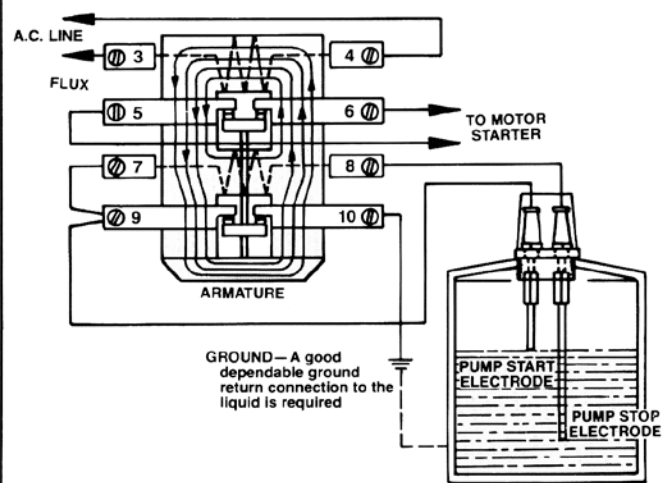 A.C. LINE
3
4
FLUX
5
6
TO MOTOR
STARTER
7
8
9
10
ARMATURE
GROUND—A good
dependable ground
return connection to the
liquid is required
PUMP START
ELECTRODE
PUMP STOP
ELECTRODE